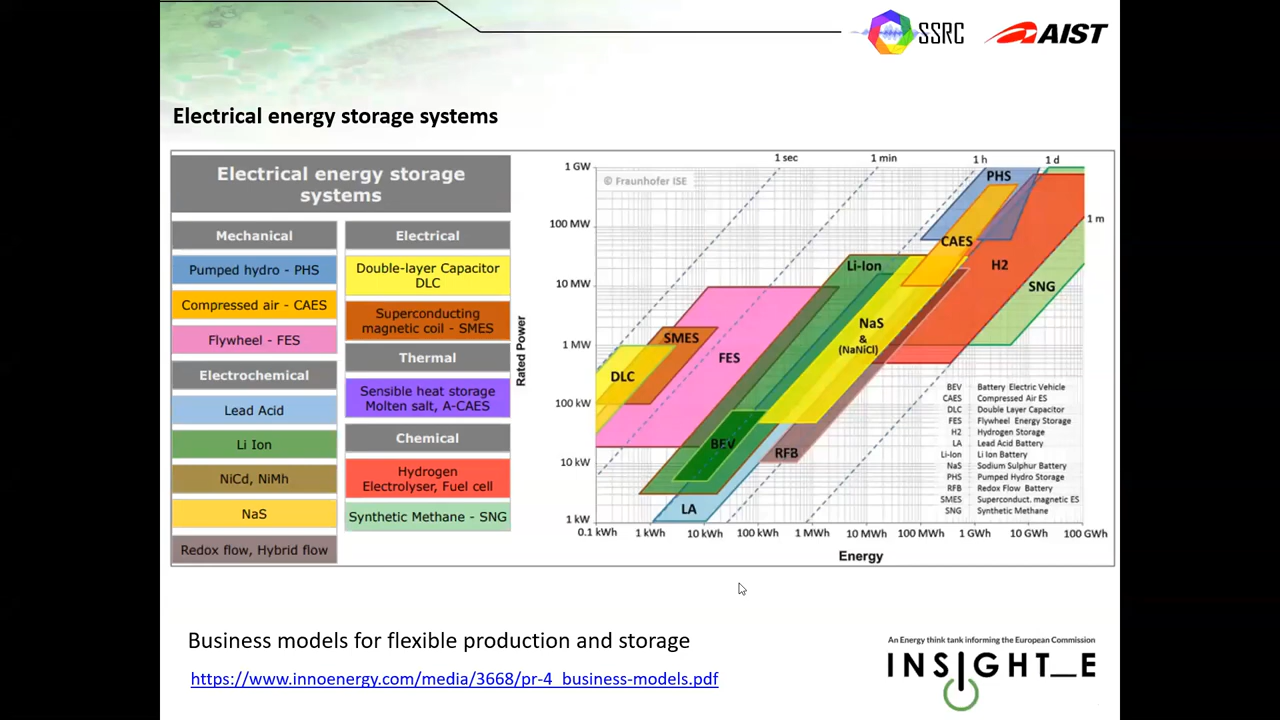 SSRC
AIST
Electrical energy storage systems
Electrical energy storage
systems
Mechanical
Pumped hydro - PHS
Compressed air - CAES
Flywheel - FES
Electrochemical
Lead Acid
Li Ion
NiCd, NiMh
NaS
Redox flow, Hybrid flow
Electrical
Double-layer Capacitor
DLC
Superconducting
magnetic coil - SMES
Thermal
Sensible heat storage
Molten salt, A-CAES
Chemical
Hydrogen
Electrolyser, Fuel cell
Synthetic Methane - SNG
1 sec
1 min
1 h
1 d
1 m
© Fraunhofer ISE
Rated Power
1 GW
100 MW
10 MW
1 MW
100 kW
10 kW
1 kW
PHS
CAES
Li-Ion
H2
SNG
NaS
&
(NaNiCl)
SMES
FES
DLC
BEV
RFB
LA
BEV Battery Electric Vehicle
CAES Compressed Air ES
DLC Double Layer Capacitor
FES Flywheel Energy Storage
H2 Hydrogen Storage
LA Lead Acid Battery
Li-Ion Li Ion Battery
NaS Sodium Sulphur Battery
PHS Pumped Hydro Storage
RFB Redox Flow Battery
SMES Superconduct. magnetic ES
SNG Synthetic Methane
0.1 kWh 1 kWh 10 kWh 100 kWh 1 MWh 10 MWh 100 MWh 1 GWh 10 GWh 100 GWh
Energy
Business models for flexible production and storage
https://www.innoenergy.com/media/3668/pr-4_business-models.pdf
An Energy think tank informing the European Commission
INSIGHT_E